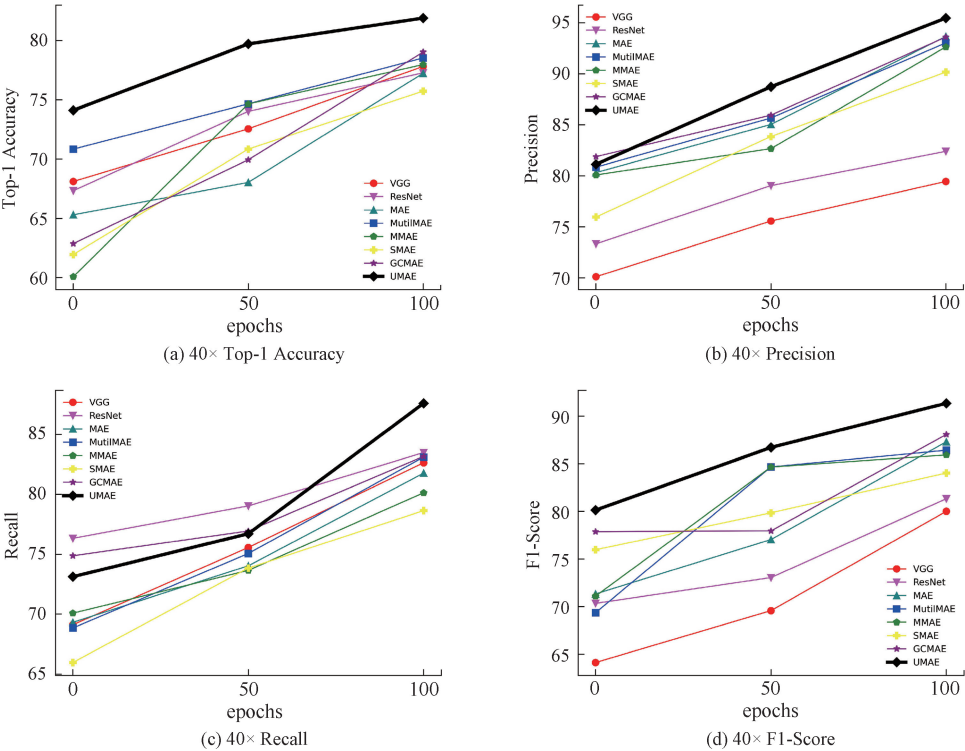 80
75
70
65
60
Top-1 Accuracy
VGG
ResNet
MAE
MutilMAE
MMAE
SMAE
GCMAE
UMAE
0 50 100
epochs
(a) 40× Top-1 Accuracy
95
90
85
80
75
70
Precision
VGG
ResNet
MAE
MutilMAE
MMAE
SMAE
GCMAE
UMAE
0 50 100
epochs
(b) 40× Precision
85
80
75
70
65
Recall
VGG
ResNet
MAE
MutilMAE
MMAE
SMAE
GCMAE
UMAE
0 50 100
epochs
(c) 40× Recall
90
85
80
75
70
65
F1-Score
VGG
ResNet
MAE
MutilMAE
MMAE
SMAE
GCMAE
UMAE
0 50 100
epochs
(d) 40× F1-Score